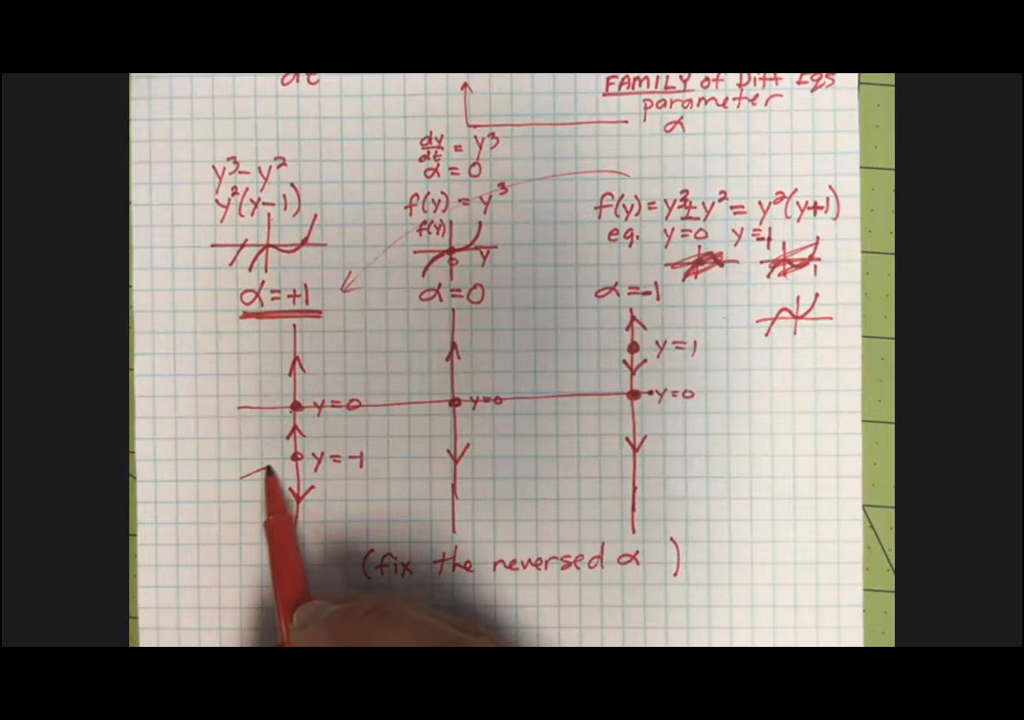 dt
FAMILY of Diff Eqs
parameter
α
y³ - y²
y²(y-1)
α = +1
dy/dt = y³
α = 0
f(y) = y³
f(y)
y
α = 0
f(y) = y³ + y² = y²(y+1)
eq. y=0 y=-1
α = -1
y=0
y=-1
y=0
y=1
y=0
(fix the reversed α )